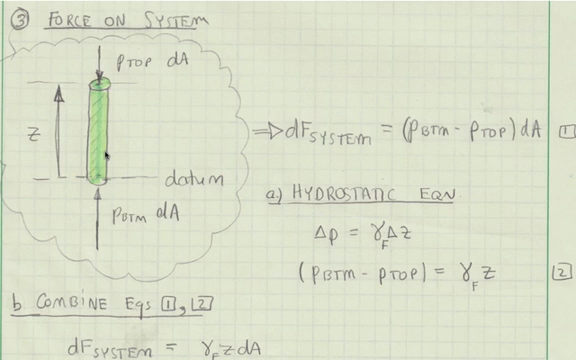 ③ FORCE ON SYSTEM
pTOP dA
z
datum
pBTM dA
⇒ dFSYSTEM = (pBTM - pTOP) dA 1
a.) HYDROSTATIC EQN
Δp = γF Δz
(pBTM - pTOP) = γF z 2
b COMBINE Eqs 1, 2
dFSYSTEM = γF z dA